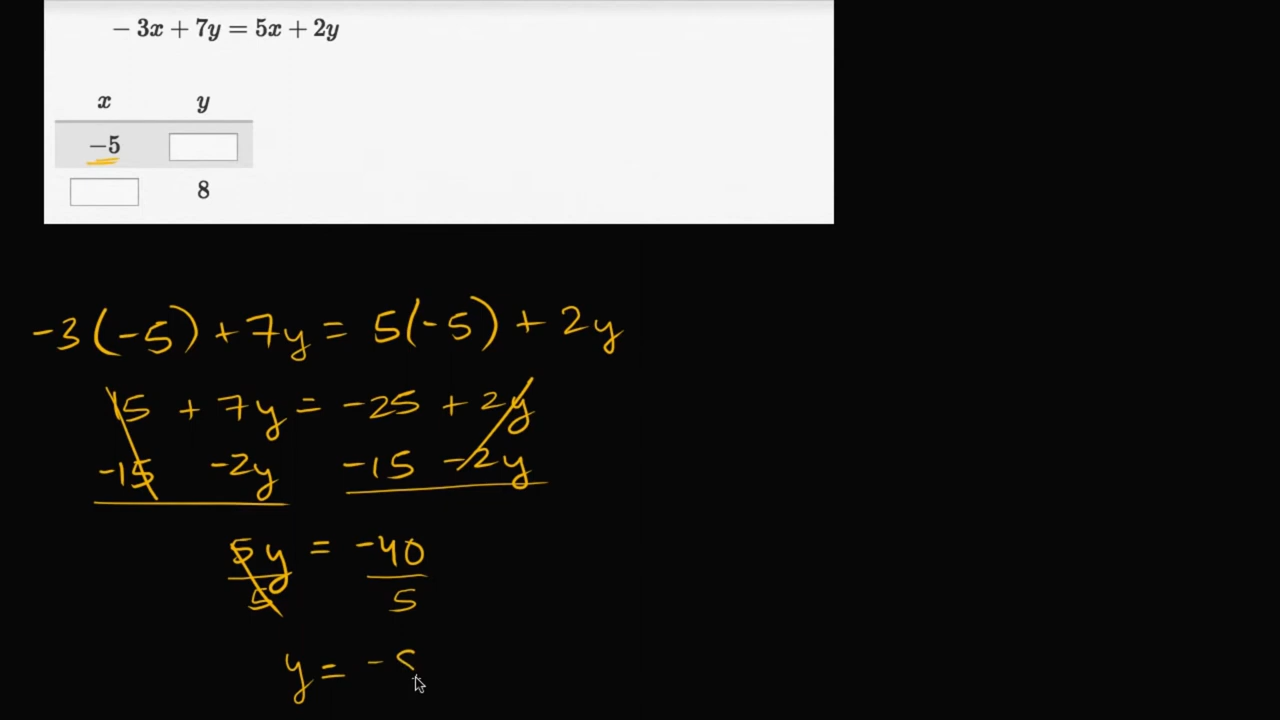 − 3x + 7y = 5x + 2y
x y
−5
8
-3(-5) + 7y = 5(-5) + 2y
15 + 7y = -25 + 2y
-15 -2y -15 -2y
5y = -40
5 5
y = -